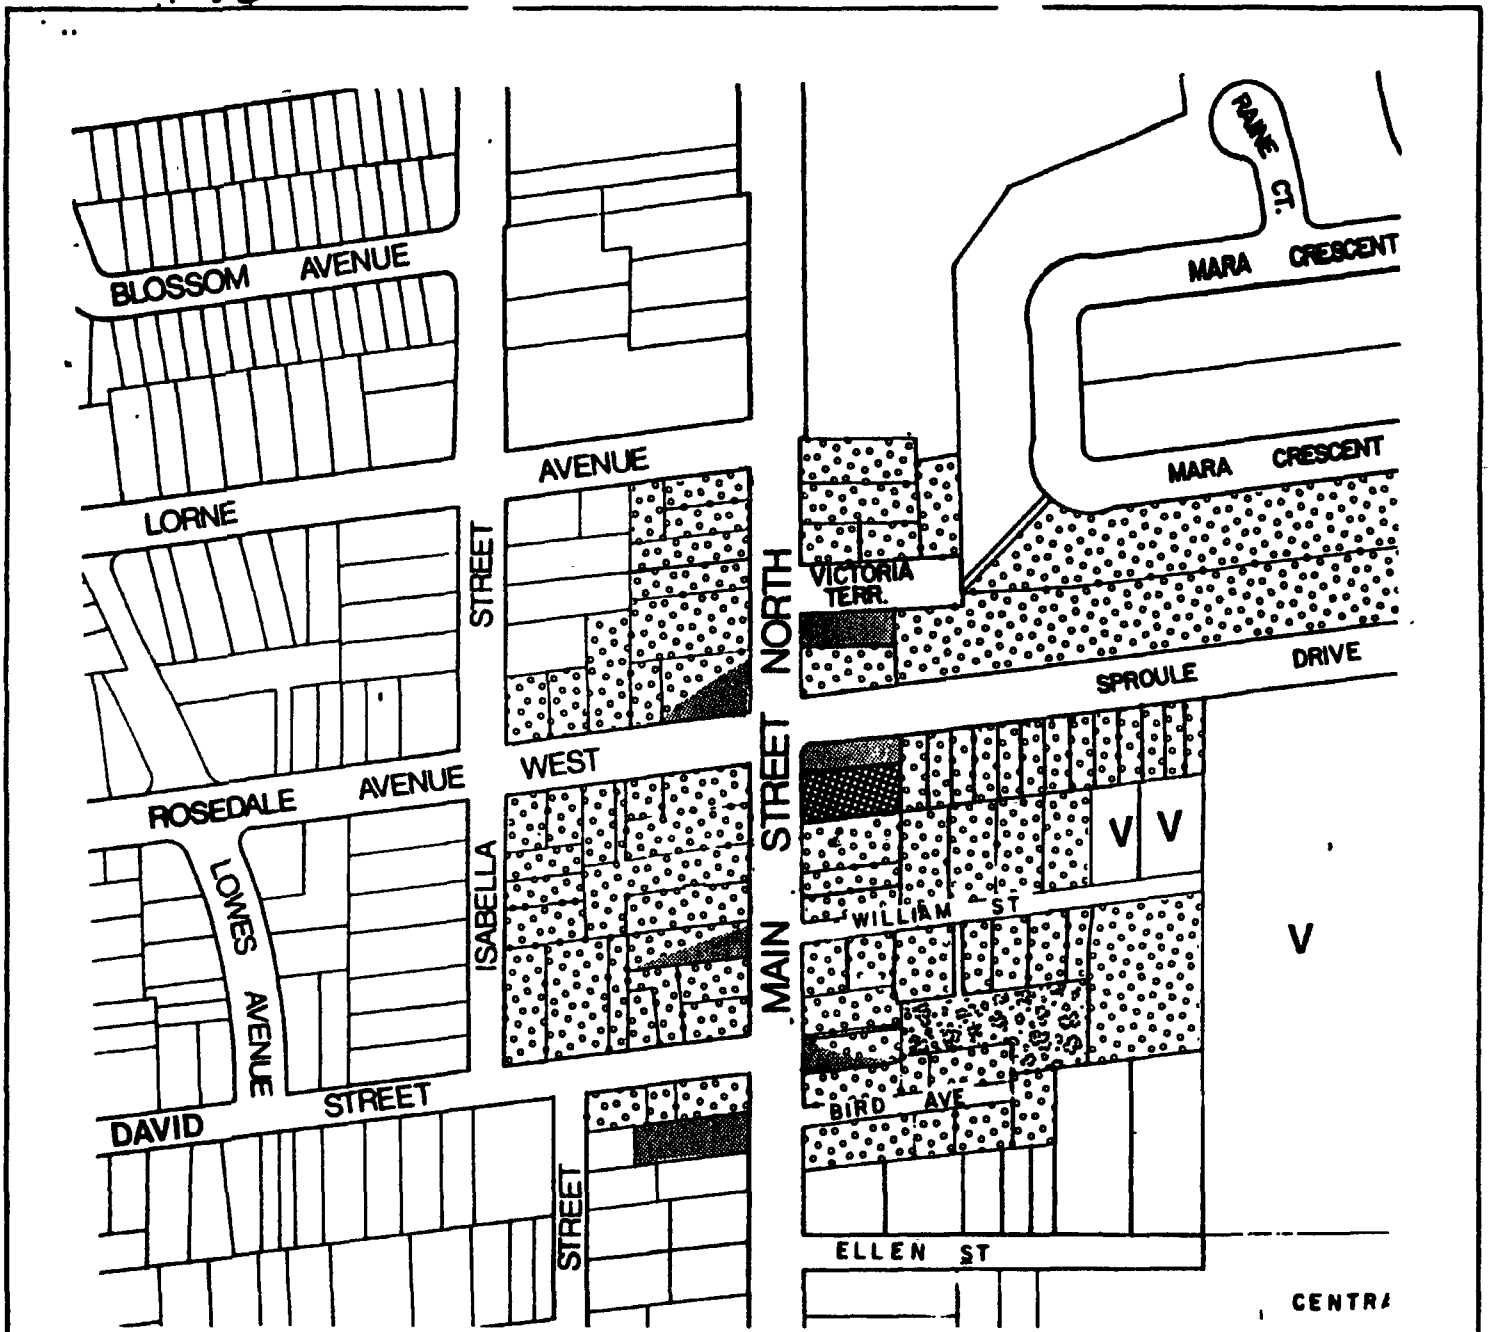 RAINE CT.
BLOSSOM AVENUE
MARA CRESCENT
MARA CRESCENT
LORNE AVENUE
STREET
VICTORIA
TERR.
SPROULE DRIVE
MAIN STREET NORTH
ROSEDALE AVENUE WEST
V V
LOWES AVENUE
ISABELLA
WILLIAM ST
V
BIRD AVE
DAVID STREET
STREET
ELLEN ST
CENTRA